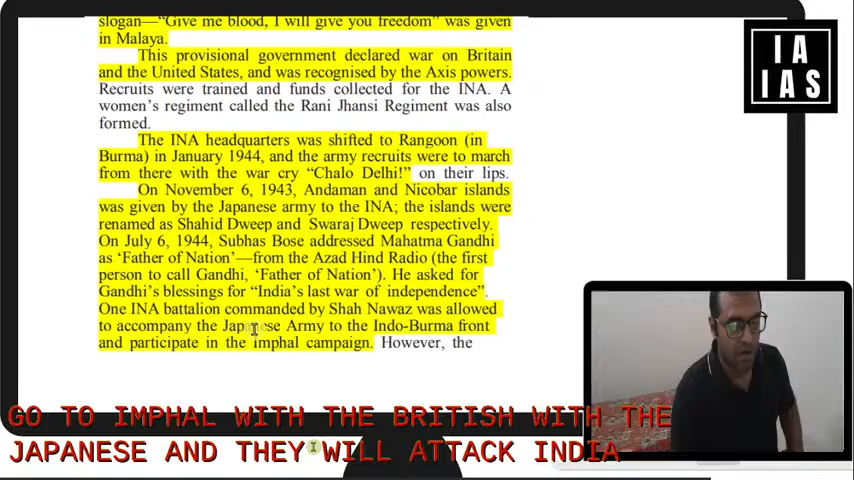 slogan—“Give me blood, I will give you freedom” was given
in Malaya.
This provisional government declared war on Britain
and the United States, and was recognised by the Axis powers.
Recruits were trained and funds collected for the INA. A
women’s regiment called the Rani Jhansi Regiment was also
formed.
The INA headquarters was shifted to Rangoon (in
Burma) in January 1944, and the army recruits were to march
from there with the war cry “Chalo Delhi!” on their lips.
On November 6, 1943, Andaman and Nicobar islands
was given by the Japanese army to the INA; the islands were
renamed as Shahid Dweep and Swaraj Dweep respectively.
On July 6, 1944, Subhas Bose addressed Mahatma Gandhi
as ‘Father of Nation’—from the Azad Hind Radio (the first
person to call Gandhi, ‘Father of Nation’). He asked for
Gandhi’s blessings for “India’s last war of independence”.
One INA battalion commanded by Shah Nawaz was allowed
to accompany the Japanese Army to the Indo-Burma front
and participate in the Imphal campaign. However, the
IA
IAS
GO TO IMPHAL WITH THE BRITISH WITH THE
JAPANESE AND THEY WILL ATTACK INDIA